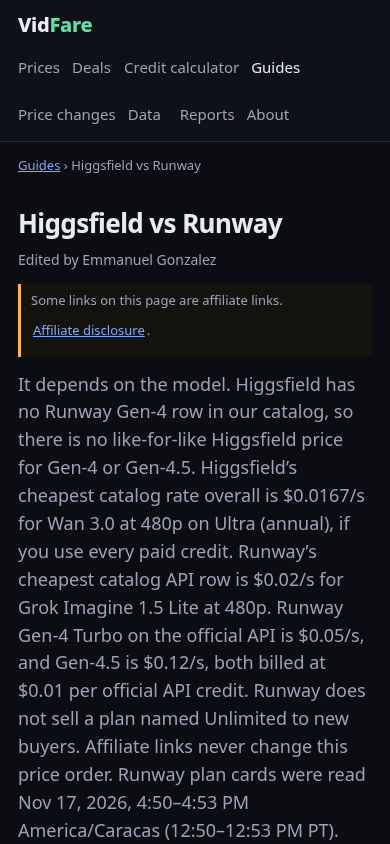 VidFare
Prices Deals Credit calculator Guides
Price changes Data Reports About
Guides › Higgsfield vs Runway
Higgsfield vs Runway
Edited by Emmanuel Gonzalez
Some links on this page are affiliate links.
Affiliate disclosure.
It depends on the model. Higgsfield has
no Runway Gen-4 row in our catalog, so
there is no like-for-like Higgsfield price
for Gen-4 or Gen-4.5. Higgsfield’s
cheapest catalog rate overall is $0.0167/s
for Wan 3.0 at 480p on Ultra (annual), if
you use every paid credit. Runway’s
cheapest catalog API row is $0.02/s for
Grok Imagine 1.5 Lite at 480p. Runway
Gen-4 Turbo on the official API is $0.05/s,
and Gen-4.5 is $0.12/s, both billed at
$0.01 per official API credit. Runway does
not sell a plan named Unlimited to new
buyers. Affiliate links never change this
price order. Runway plan cards were read
Nov 17, 2026, 4:50–4:53 PM
America/Caracas (12:50–12:53 PM PT).